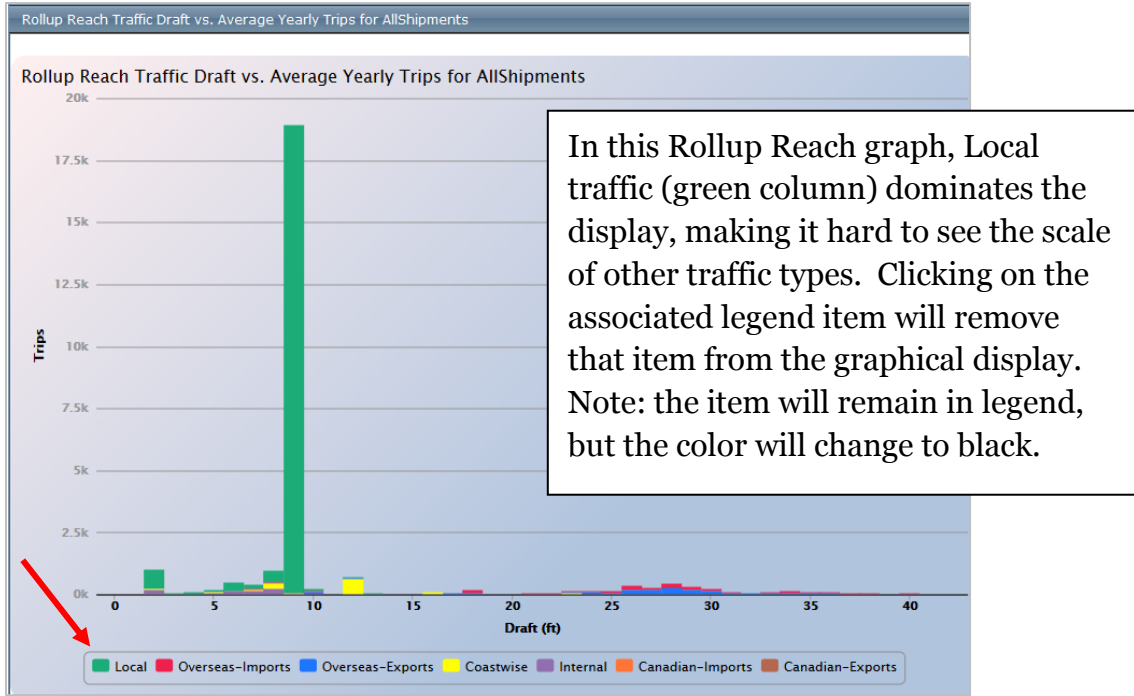 Rollup Reach Traffic Draft vs. Average Yearly Trips for AllShipments
Rollup Reach Traffic Draft vs. Average Yearly Trips for AllShipments
20k
17.5k
15k
12.5k
10k
7.5k
5k
2.5k
0k
Trips
In this Rollup Reach graph, Local
traffic (green column) dominates the
display, making it hard to see the scale
of other traffic types.  Clicking on the
associated legend item will remove
that item from the graphical display.
Note: the item will remain in legend,
but the color will change to black.
0 5 10 15 20 25 30 35 40
Draft (ft)
Local Overseas-Imports Overseas-Exports Coastwise Internal Canadian-Imports Canadian-Exports